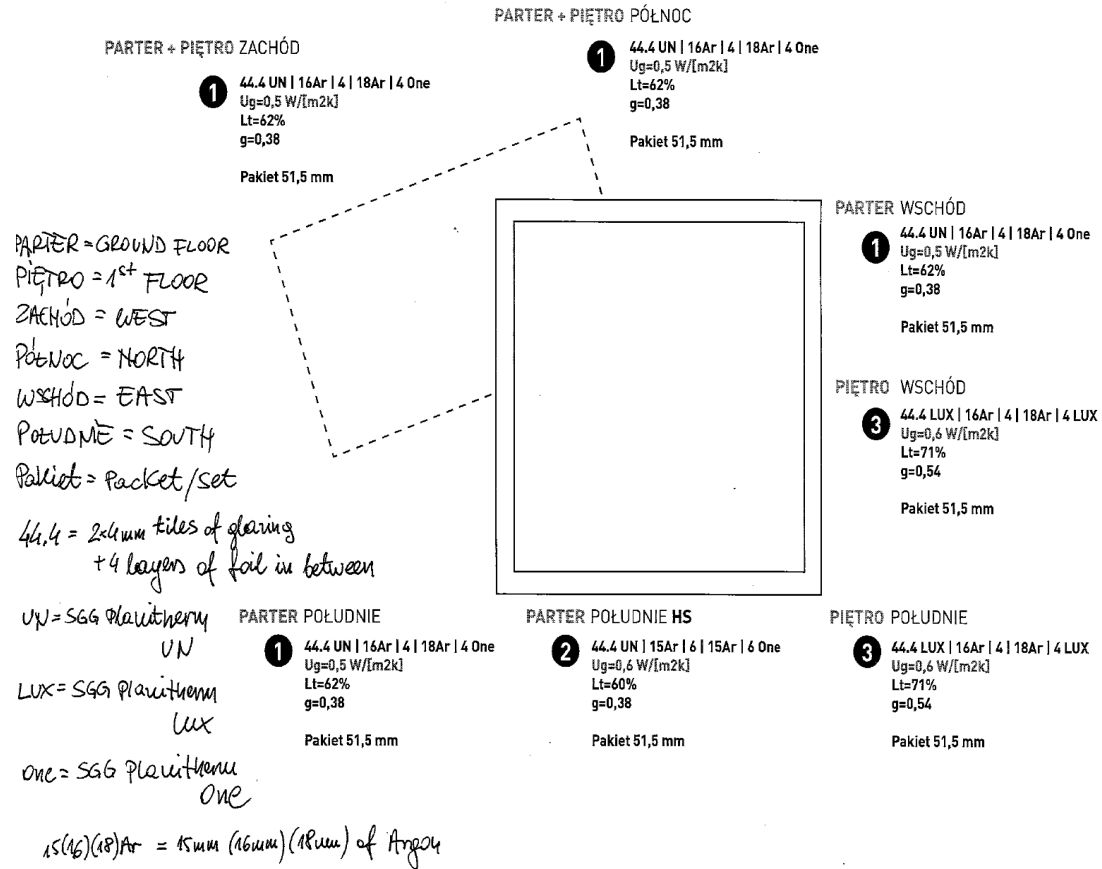 PARTER + PIĘTRO PÓŁNOC
1 44.4 UN | 16Ar | 4 | 18Ar | 4 One
Ug=0,5 W/[m2k]
Lt=62%
g=0,38
Pakiet 51,5 mm
PARTER + PIĘTRO ZACHÓD
1 44.4 UN | 16Ar | 4 | 18Ar | 4 One
Ug=0,5 W/[m2k]
Lt=62%
g=0,38
Pakiet 51,5 mm
PARTER WSCHÓD
1 44.4 UN | 16Ar | 4 | 18Ar | 4 One
Ug=0,5 W/[m2k]
Lt=62%
g=0,38
Pakiet 51,5 mm
PIĘTRO WSCHÓD
3 44.4 LUX | 16Ar | 4 | 18Ar | 4 LUX
Ug=0,6 W/[m2k]
Lt=71%
g=0,54
Pakiet 51,5 mm
PARTER = GROUND FLOOR
PIĘTRO = 1st FLOOR
ZACHÓD = WEST
PÓŁNOC = NORTH
WSCHÓD = EAST
POŁUDNIE = SOUTH
Pakiet = Packet/set
44,4 = 2x4mm tiles of glazing
+4 layers of foil in between
UN = SGG Planitherm
UN
LUX = SGG Planitherm
LUX
One = SGG Planitherm
One
15(16)(18)Ar = 15mm (16mm) (18mm) of Argon
PARTER POŁUDNIE
1 44.4 UN | 16Ar | 4 | 18Ar | 4 One
Ug=0,5 W/[m2k]
Lt=62%
g=0,38
Pakiet 51,5 mm
PARTER POŁUDNIE HS
2 44.4 UN | 15Ar | 6 | 15Ar | 6 One
Ug=0,6 W/[m2k]
Lt=60%
g=0,38
Pakiet 51,5 mm
PIĘTRO POŁUDNIE
3 44.4 LUX | 16Ar | 4 | 18Ar | 4 LUX
Ug=0,6 W/[m2k]
Lt=71%
g=0,54
Pakiet 51,5 mm